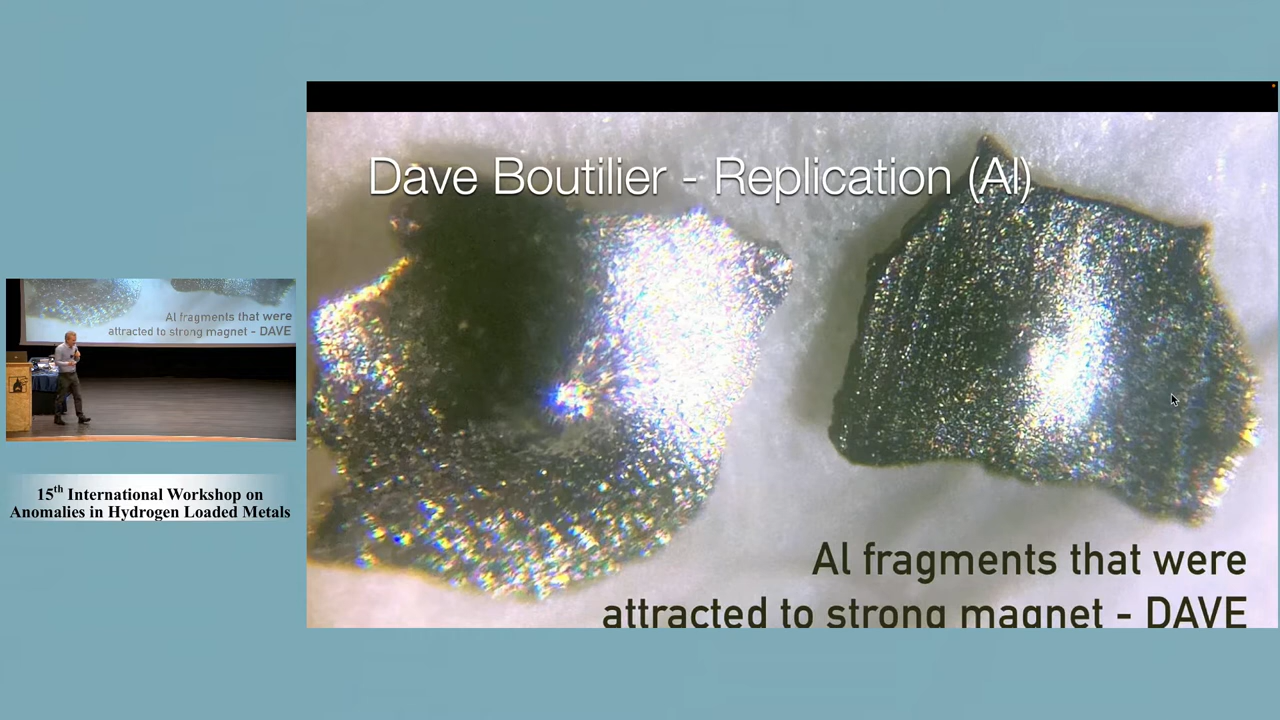 Dave Boutilier - Replication (Al)
Al fragments that were
attracted to strong magnet - DAVE
Al fragments that were
attracted to strong magnet - DAVE
15th International Workshop on
Anomalies in Hydrogen Loaded Metals